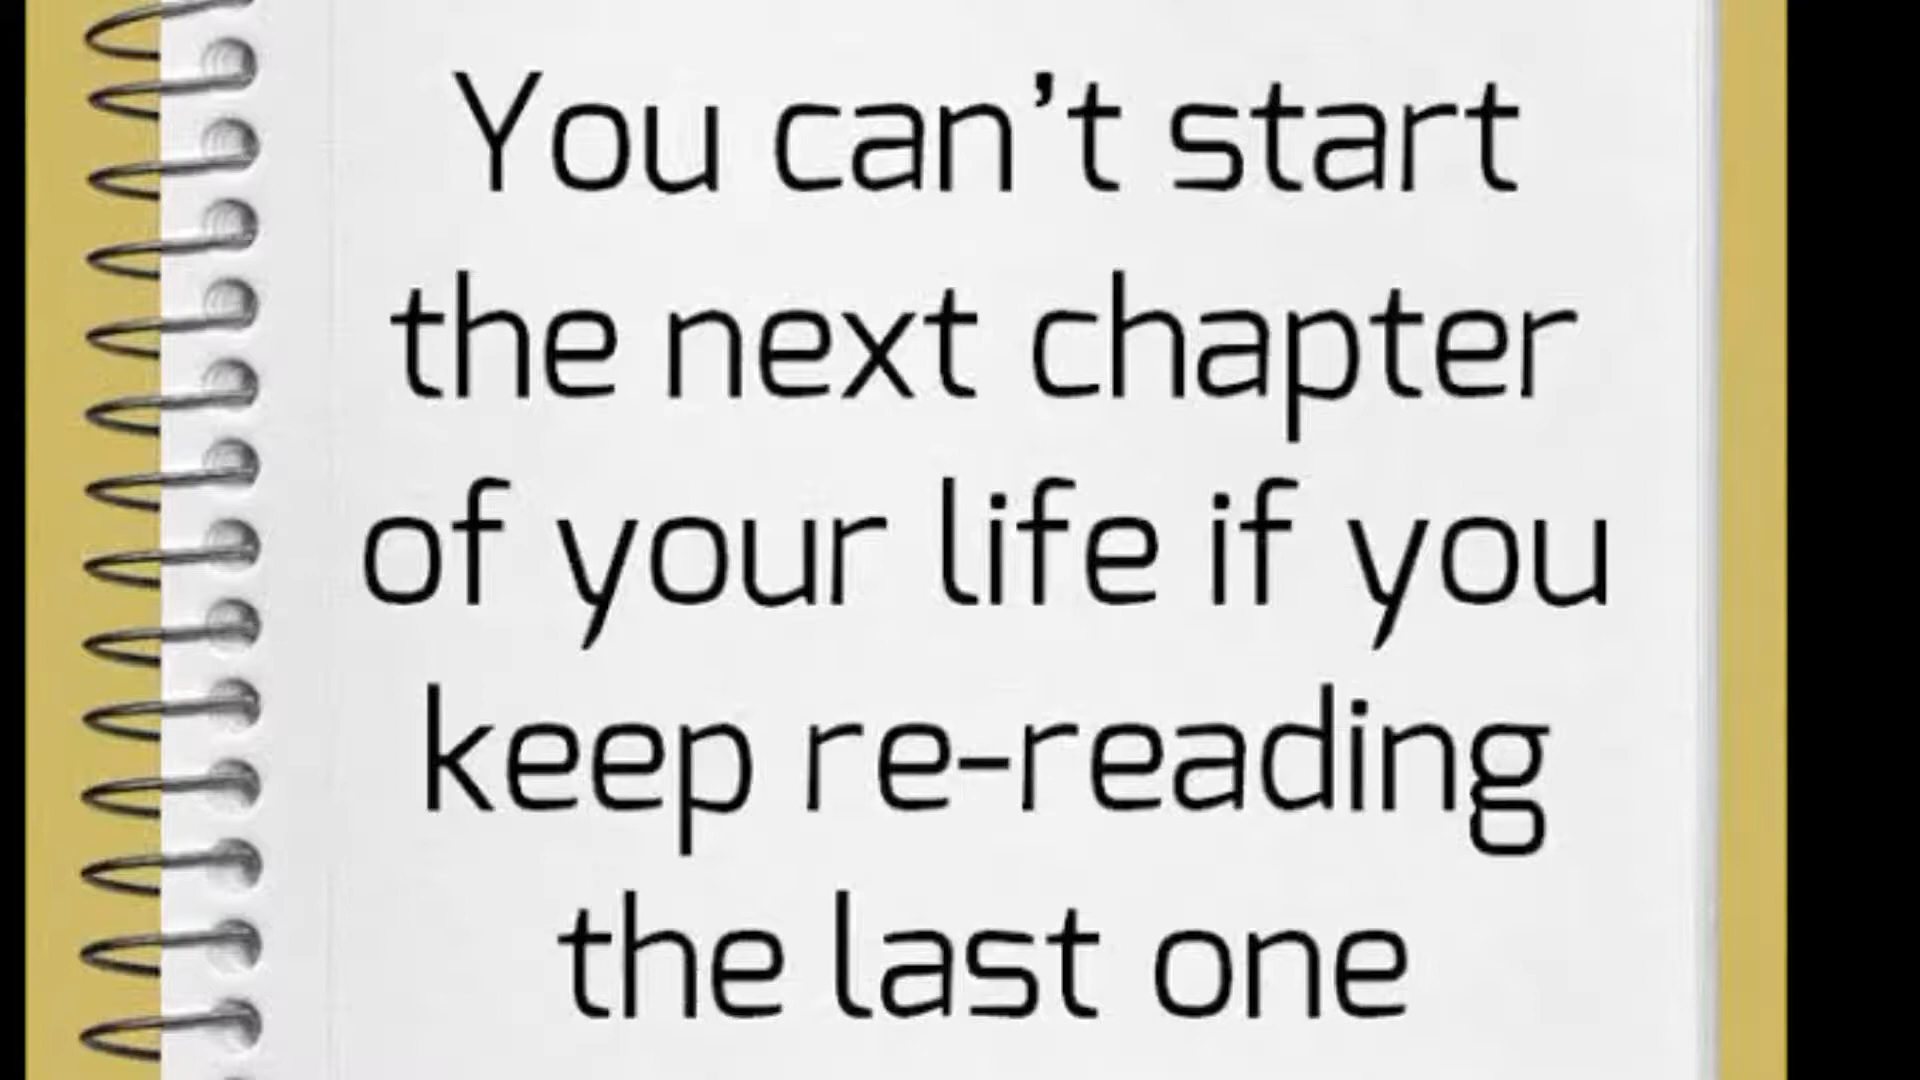 You can’t start
the next chapter
of your life if you
keep re-reading
the last one